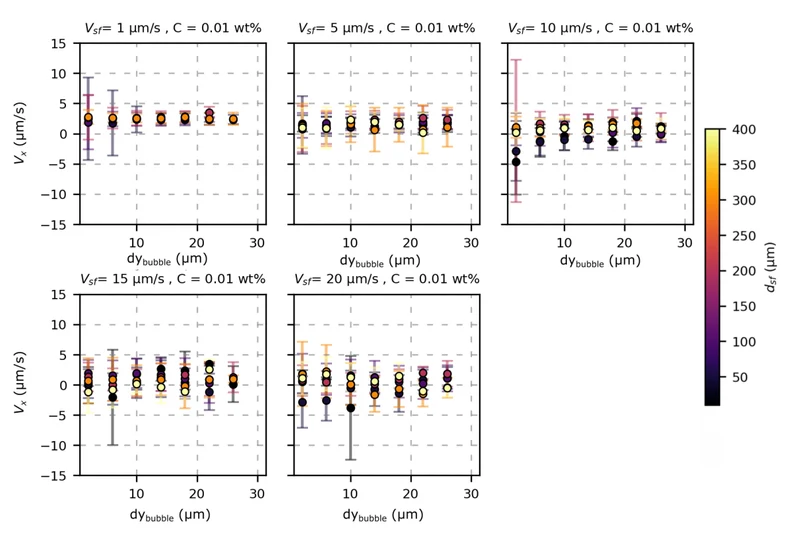 V_sf= 1 μm/s , C = 0.01 wt%
V_sf= 5 μm/s , C = 0.01 wt%
V_sf= 10 μm/s , C = 0.01 wt%
15
10
5
0
−5
−10
−15
V_x (μm/s)
10
20
30
dy_bubble (μm)
10
20
30
dy_bubble (μm)
10
20
30
dy_bubble (μm)
400
350
300
250
200
150
100
50
d_sf (μm)
V_sf= 15 μm/s , C = 0.01 wt%
V_sf= 20 μm/s , C = 0.01 wt%
15
10
5
0
−5
−10
−15
V_x (μm/s)
10
20
30
dy_bubble (μm)
10
20
30
dy_bubble (μm)